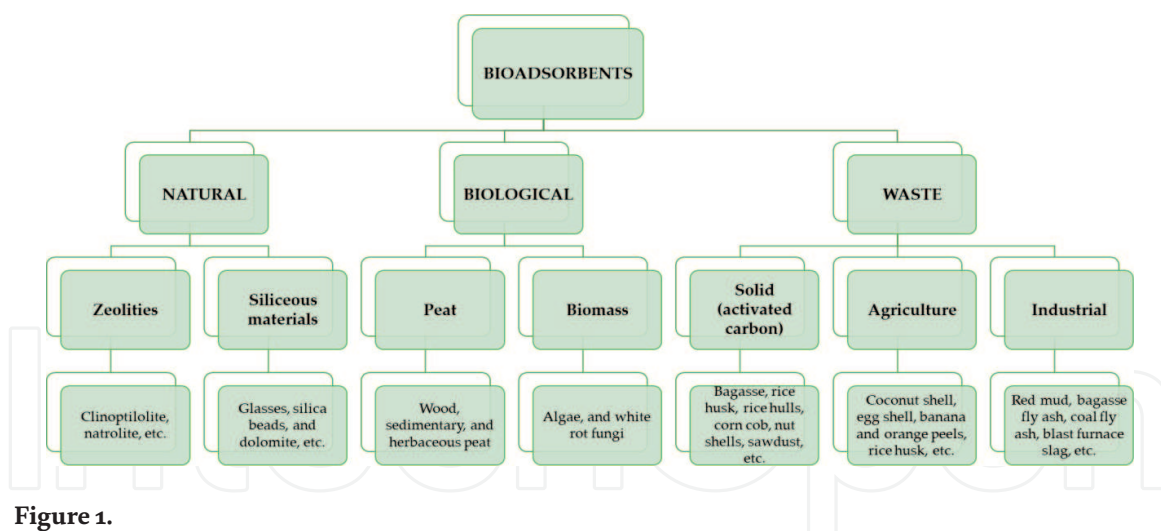 BIOADSORBENTS
NATURAL
BIOLOGICAL
WASTE
Zeolities
Siliceous
materials
Peat
Biomass
Solid
(activated
carbon)
Agriculture
Industrial
Clinoptilolite,
natrolite, etc.
Glasses, silica
beads, and
dolomite, etc.
Wood,
sedimentary, and
herbaceous peat
Algae, and white
rot fungi
Bagasse, rice
husk, rice hulls,
corn cob, nut
shells, sawdust,
etc.
Coconut shell,
egg shell, banana
and orange peels,
rice husk, etc.
Red mud, bagasse
fly ash, coal fly
ash, blast furnace
slag, etc.
Figure 1.